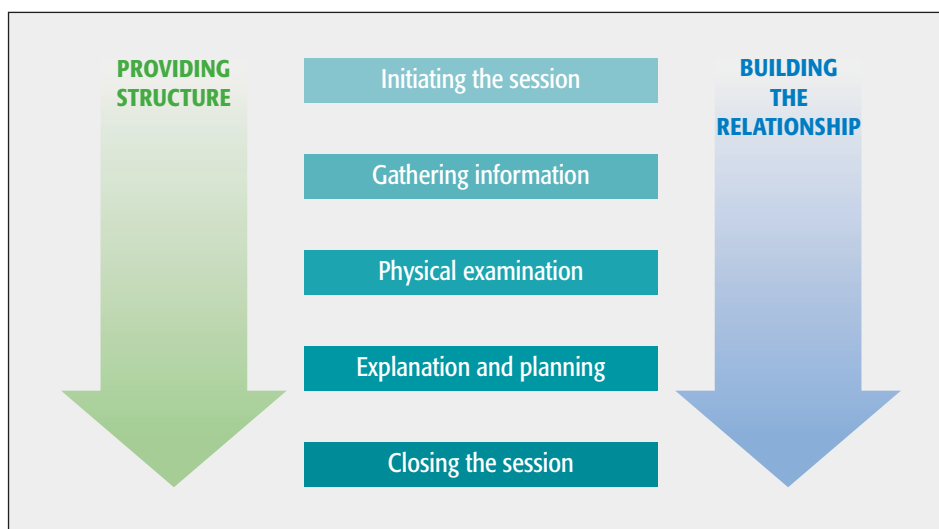 PROVIDING
STRUCTURE
Initiating the session
Gathering information
Physical examination
Explanation and planning
Closing the session
BUILDING
THE
RELATIONSHIP